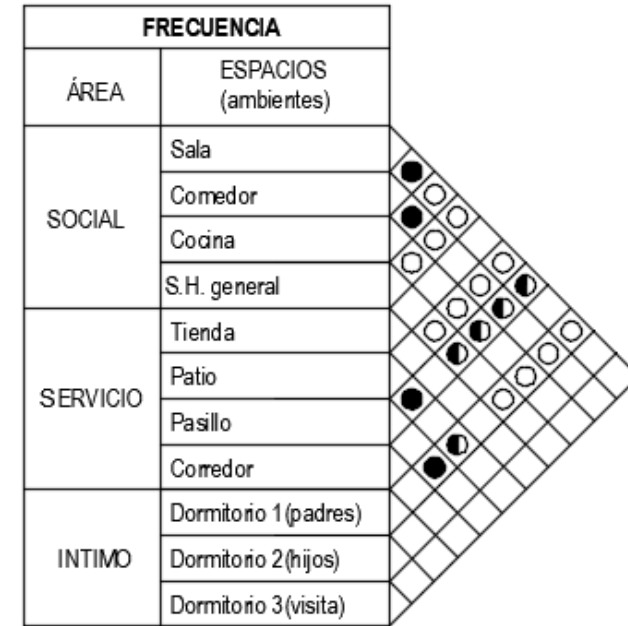 FRECUENCIA
ÁREA
ESPACIOS
(ambientes)
SOCIAL
Sala
Comedor
Cocina
S.H. general
SERVICIO
Tienda
Patio
Pasillo
Corredor
INTIMO
Dormitorio 1(padres)
Dormitorio 2(hijos)
Dormitorio 3(visita)